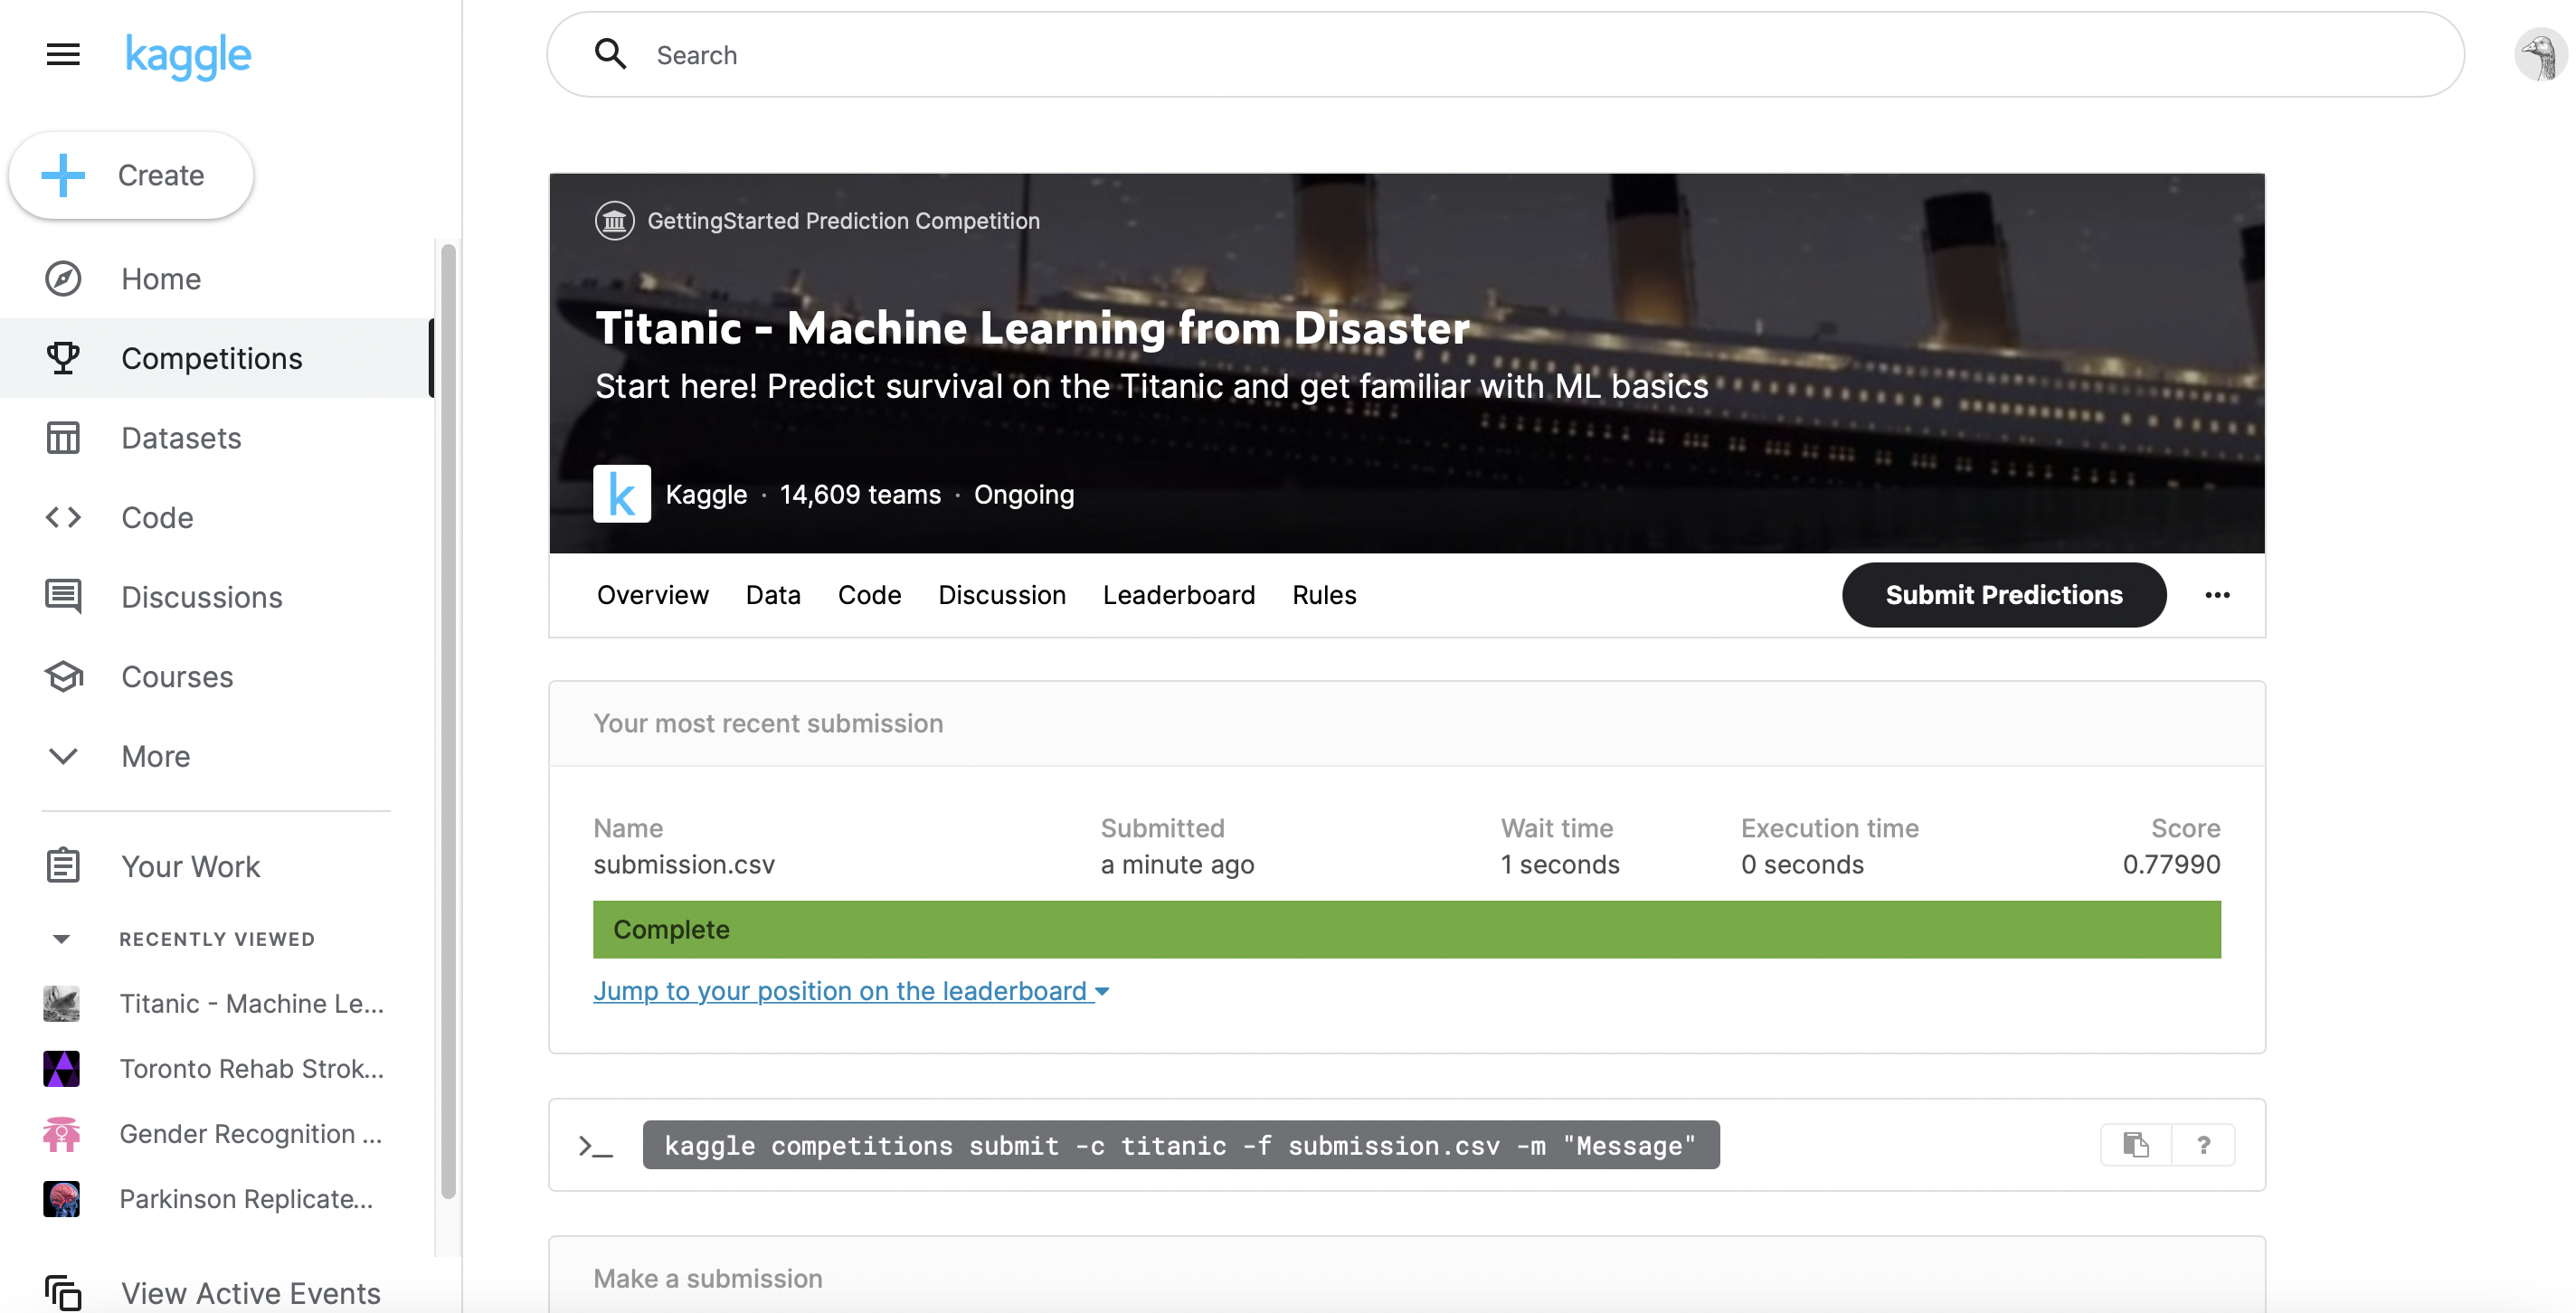 kaggle
Search
Create
Home
Competitions
Datasets
Code
Discussions
Courses
More
Your Work
RECENTLY VIEWED
Titanic - Machine Le...
Toronto Rehab Strok...
Gender Recognition ...
Parkinson Replicate...
View Active Events
GettingStarted Prediction Competition
Titanic - Machine Learning from Disaster
Start here! Predict survival on the Titanic and get familiar with ML basics
k Kaggle · 14,609 teams · Ongoing
Overview Data Code Discussion Leaderboard Rules Submit Predictions ...
Your most recent submission
Name Submitted Wait time Execution time Score
submission.csv a minute ago 1 seconds 0 seconds 0.77990
Complete
Jump to your position on the leaderboard
>_ kaggle competitions submit -c titanic -f submission.csv -m "Message" ?
Make a submission